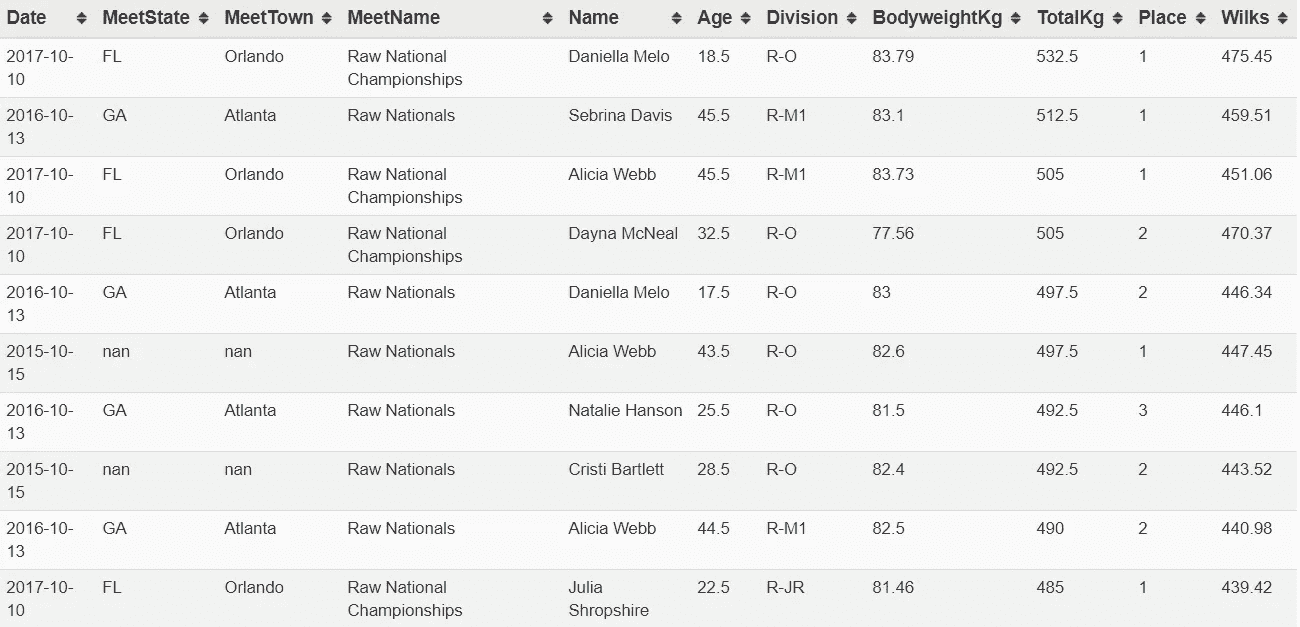 Date MeetState MeetTown MeetName Name Age Division BodyweightKg TotalKg Place Wilks
2017-10- FL Orlando Raw National Daniella Melo 18.5 R-O 83.79 532.5 1 475.45
10 Championships
2016-10- GA Atlanta Raw Nationals Sebrina Davis 45.5 R-M1 83.1 512.5 1 459.51
13
2017-10- FL Orlando Raw National Alicia Webb 45.5 R-M1 83.73 505 1 451.06
10 Championships
2017-10- FL Orlando Raw National Dayna McNeal 32.5 R-O 77.56 505 2 470.37
10 Championships
2016-10- GA Atlanta Raw Nationals Daniella Melo 17.5 R-O 83 497.5 2 446.34
13
2015-10- nan nan Raw Nationals Alicia Webb 43.5 R-O 82.6 497.5 1 447.45
15
2016-10- GA Atlanta Raw Nationals Natalie Hanson 25.5 R-O 81.5 492.5 3 446.1
13
2015-10- nan nan Raw Nationals Cristi Bartlett 28.5 R-O 82.4 492.5 2 443.52
15
2016-10- GA Atlanta Raw Nationals Alicia Webb 44.5 R-M1 82.5 490 2 440.98
13
2017-10- FL Orlando Raw National Julia 22.5 R-JR 81.46 485 1 439.42
10 Championships Shropshire